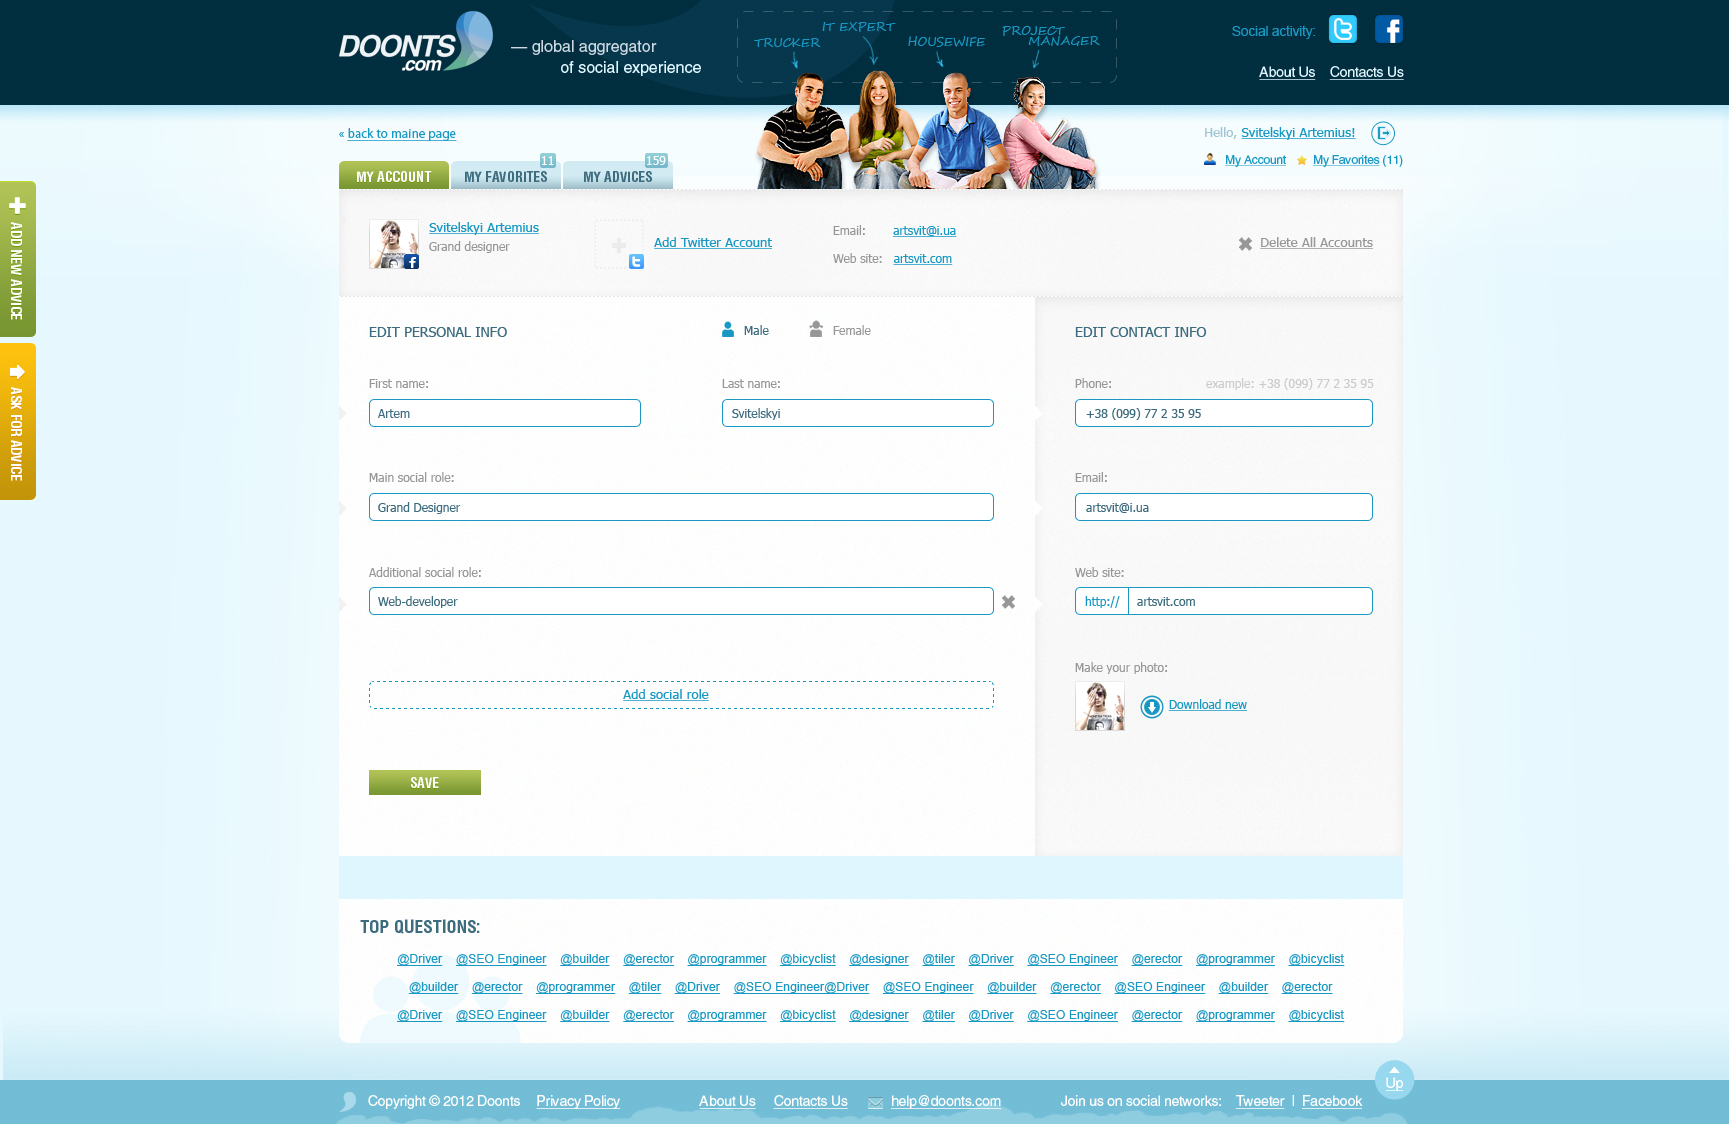 DOONTS
.com
— global aggregator
of social experience
TRUCKER
IT EXPERT
HOUSEWIFE
PROJECT
MANAGER
Social activity:
About Us Contacts Us
« back to maine page
Hello, Svitelskyi Artemius!
My Account My Favorites (11)
MY ACCOUNT
MY FAVORITES 11
MY ADVICES 159
ADD NEW ADVICE
ASK FOR ADVICE
Svitelskyi Artemius
Grand designer
Add Twitter Account
Email: artsvit@i.ua
Web site: artsvit.com
Delete All Accounts
EDIT PERSONAL INFO
Male Female
First name:
Artem
Last name:
Svitelskyi
Main social role:
Grand Designer
Additional social role:
Web-developer
Add social role
SAVE
EDIT CONTACT INFO
Phone: example: +38 (099) 77 2 35 95
+38 (099) 77 2 35 95
Email:
artsvit@i.ua
Web site:
http:// artsvit.com
Make your photo:
Download new
TOP QUESTIONS:
@Driver @SEO Engineer @builder @erector @programmer @bicyclist @designer @tiler @Driver @SEO Engineer @erector @programmer @bicyclist
@builder @erector @programmer @tiler @Driver @SEO Engineer@Driver @SEO Engineer @builder @erector @SEO Engineer @builder @erector
@Driver @SEO Engineer @builder @erector @programmer @bicyclist @designer @tiler @Driver @SEO Engineer @erector @programmer @bicyclist
Up
Copyright © 2012 Doonts Privacy Policy About Us Contacts Us help@doonts.com Join us on social networks: Tweeter | Facebook